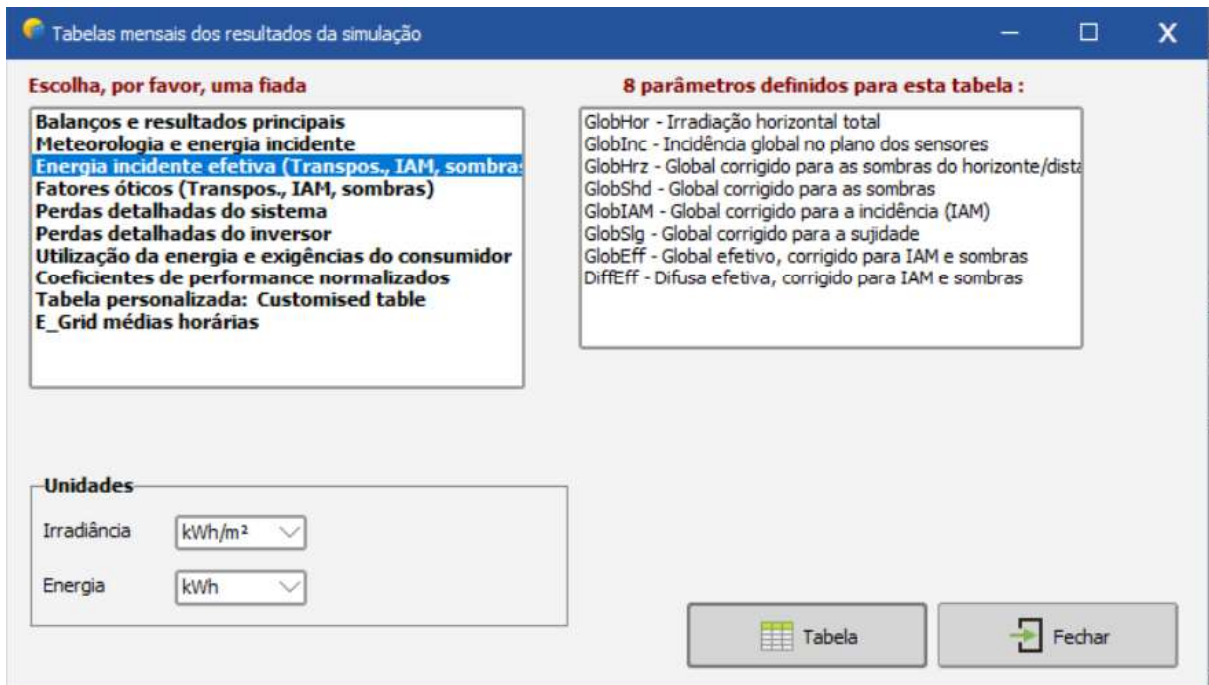 Tabelas mensais dos resultados da simulação
Escolha, por favor, uma fiada
Balanços e resultados principais
Meteorologia e energia incidente
Energia incidente efetiva (Transpos., IAM, sombras
Fatores óticos (Transpos., IAM, sombras)
Perdas detalhadas do sistema
Perdas detalhadas do inversor
Utilização da energia e exigências do consumidor
Coeficientes de performance normalizados
Tabela personalizada: Customised table
E_Grid médias horárias
8 parâmetros definidos para esta tabela :
GlobHor - Irradiação horizontal total
GlobInc - Incidência global no plano dos sensores
GlobHrz - Global corrigido para as sombras do horizonte/dista
GlobShd - Global corrigido para as sombras
GlobIAM - Global corrigido para a incidência (IAM)
GlobSlg - Global corrigido para a sujidade
GlobEff - Global efetivo, corrigido para IAM e sombras
DiffEff - Difusa efetiva, corrigido para IAM e sombras
Unidades
Irradiância kWh/m²
Energia kWh
Tabela
Fechar